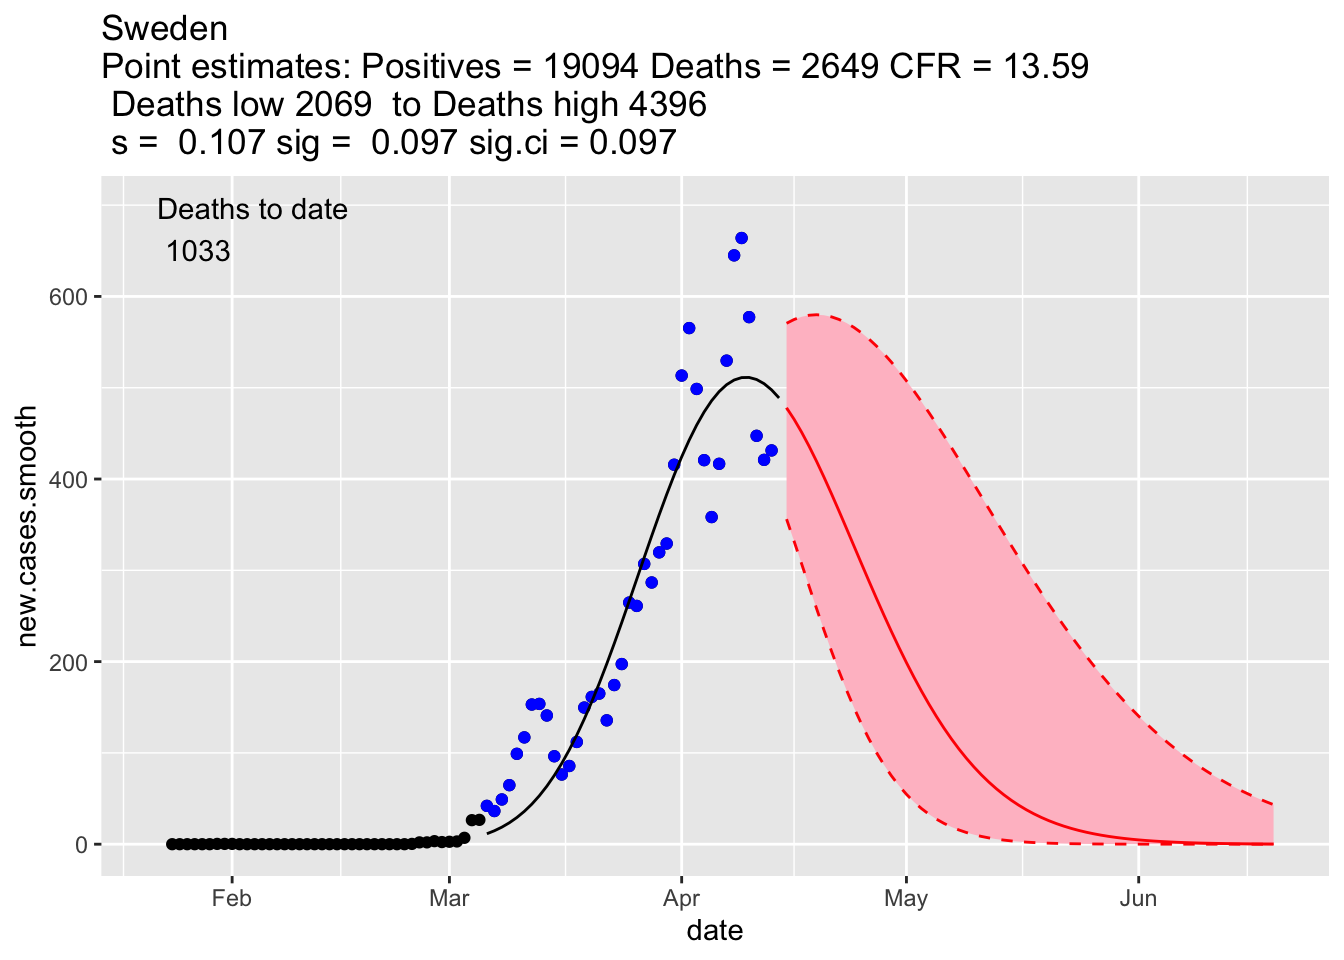 Sweden
Point estimates: Positives = 19094 Deaths = 2649 CFR = 13.59
Deaths low 2069  to Deaths high 4396
s =  0.107 sig =  0.097 sig.ci = 0.097
Deaths to date
1033
600
400
200
0
new.cases.smooth
Feb Mar Apr May Jun
date